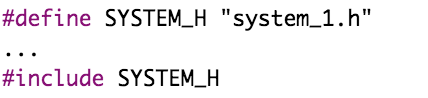 #define SYSTEM_H "system_1.h"
...
#include SYSTEM_H